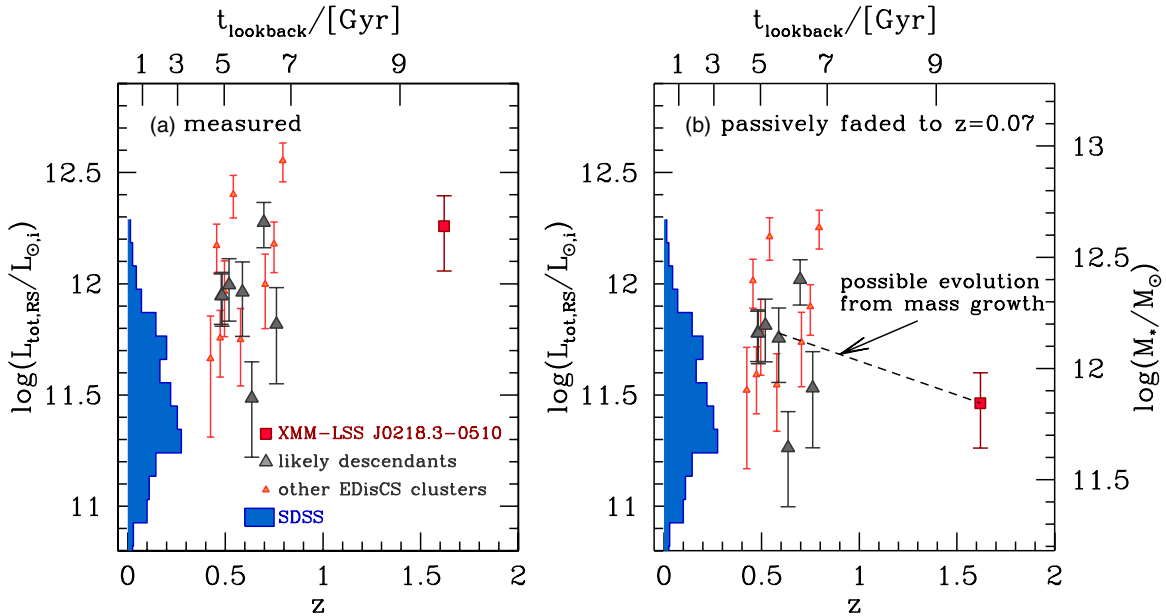 t_lookback/[Gyr]
1 3 5 7 9
(a) measured
12.5
12
11.5
11
log(L_tot,RS/L_⊙,i)
XMM-LSS J0218.3-0510
likely descendants
other EDisCS clusters
SDSS
0 0.5 1 1.5 2
z
t_lookback/[Gyr]
1 3 5 7 9
(b) passively faded to z=0.07
12.5
12
11.5
11
log(L_tot,RS/L_⊙,i)
possible evolution
from mass growth
13
12.5
12
11.5
log(M_*/M_⊙)
0 0.5 1 1.5 2
z